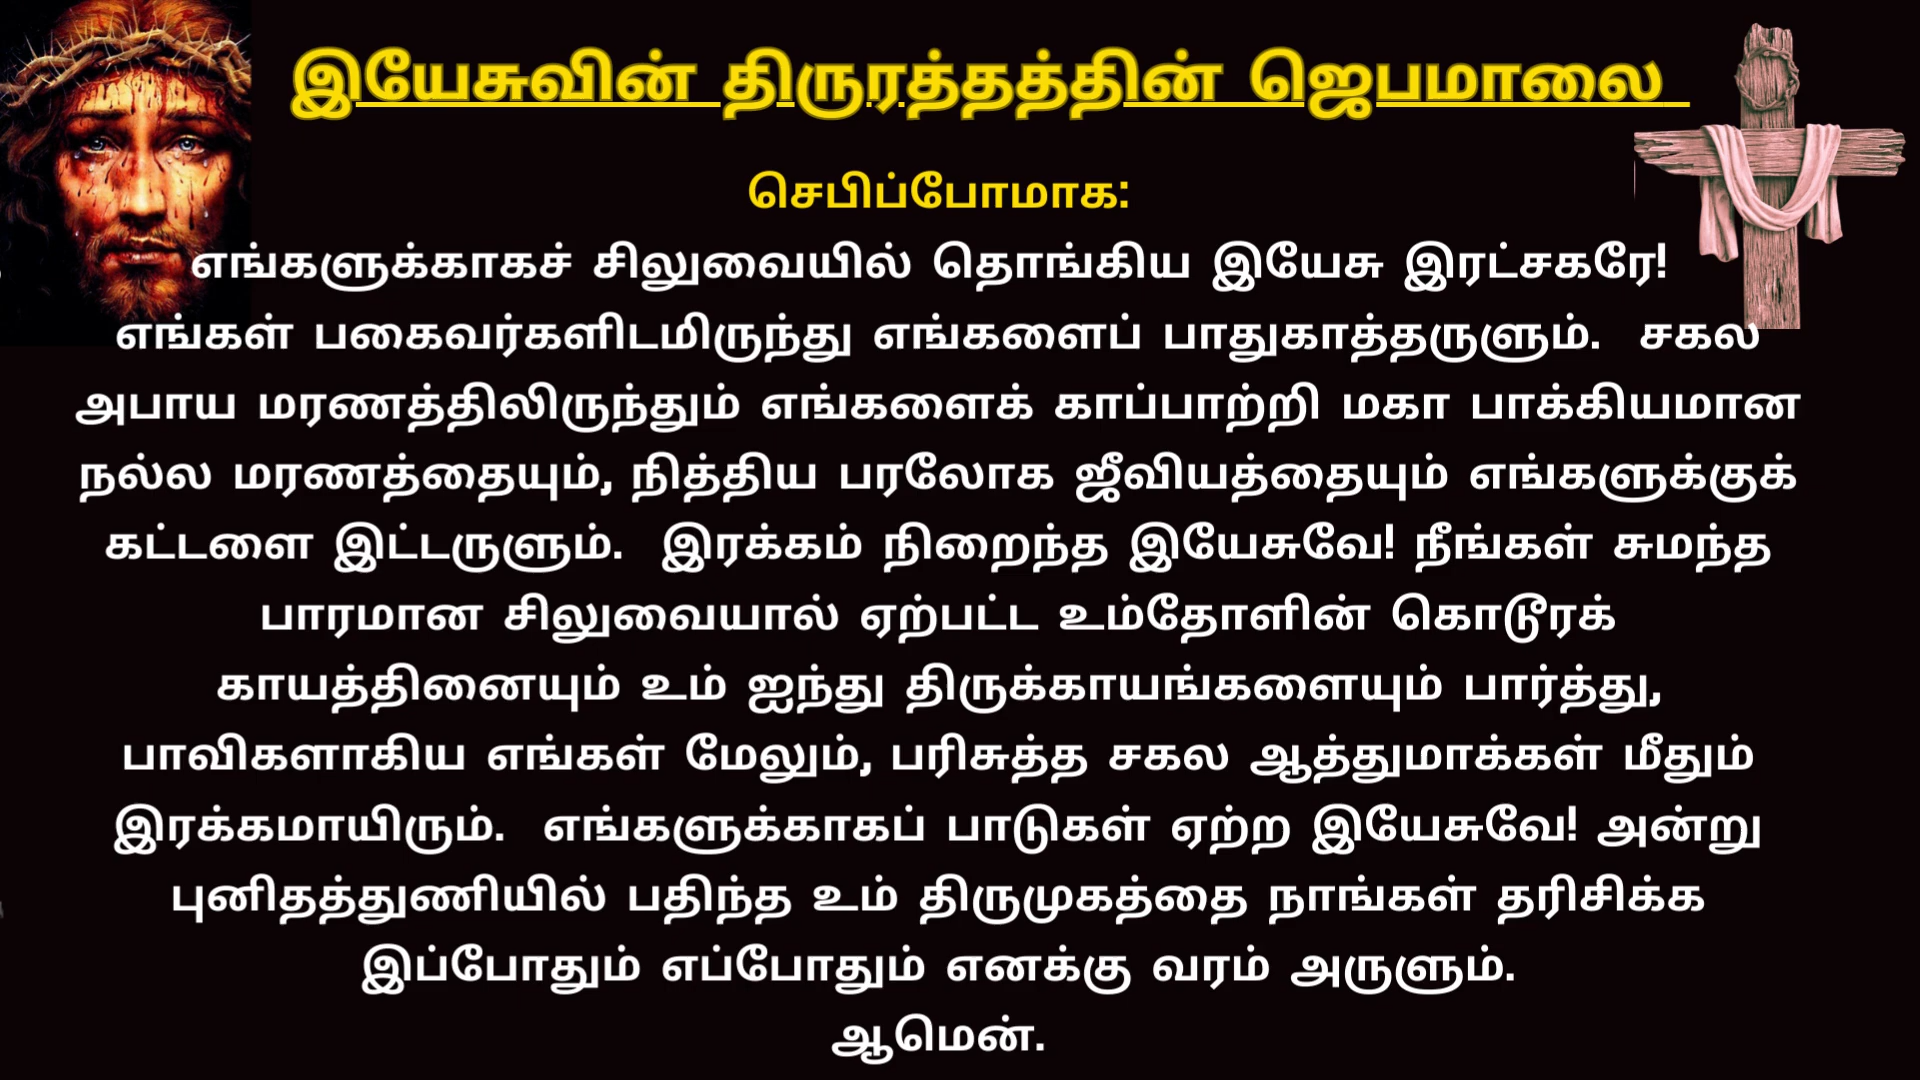 இயேசுவின் திருரத்தத்தின் ஜெபமாலை
செபிப்போமாக:
எங்களுக்காகச் சிலுவையில் தொங்கிய இயேசு இரட்சகரே!
எங்கள் பகைவர்களிடமிருந்து எங்களைப் பாதுகாத்தருளும். சகல
அபாய மரணத்திலிருந்தும் எங்களைக் காப்பாற்றி மகா பாக்கியமான
நல்ல மரணத்தையும், நித்திய பரலோக ஜீவியத்தையும் எங்களுக்குக்
கட்டளை இட்டருளும். இரக்கம் நிறைந்த இயேசுவே! நீங்கள் சுமந்த
பாரமான சிலுவையால் ஏற்பட்ட உம்தோளின் கொடூரக்
காயத்தினையும் உம் ஐந்து திருக்காயங்களையும் பார்த்து,
பாவிகளாகிய எங்கள் மேலும், பரிசுத்த சகல ஆத்துமாக்கள் மீதும்
இரக்கமாயிரும். எங்களுக்காகப் பாடுகள் ஏற்ற இயேசுவே! அன்று
புனிதத்துணியில் பதிந்த உம் திருமுகத்தை நாங்கள் தரிசிக்க
இப்போதும் எப்போதும் எனக்கு வரம் அருளும்.
ஆமென்.